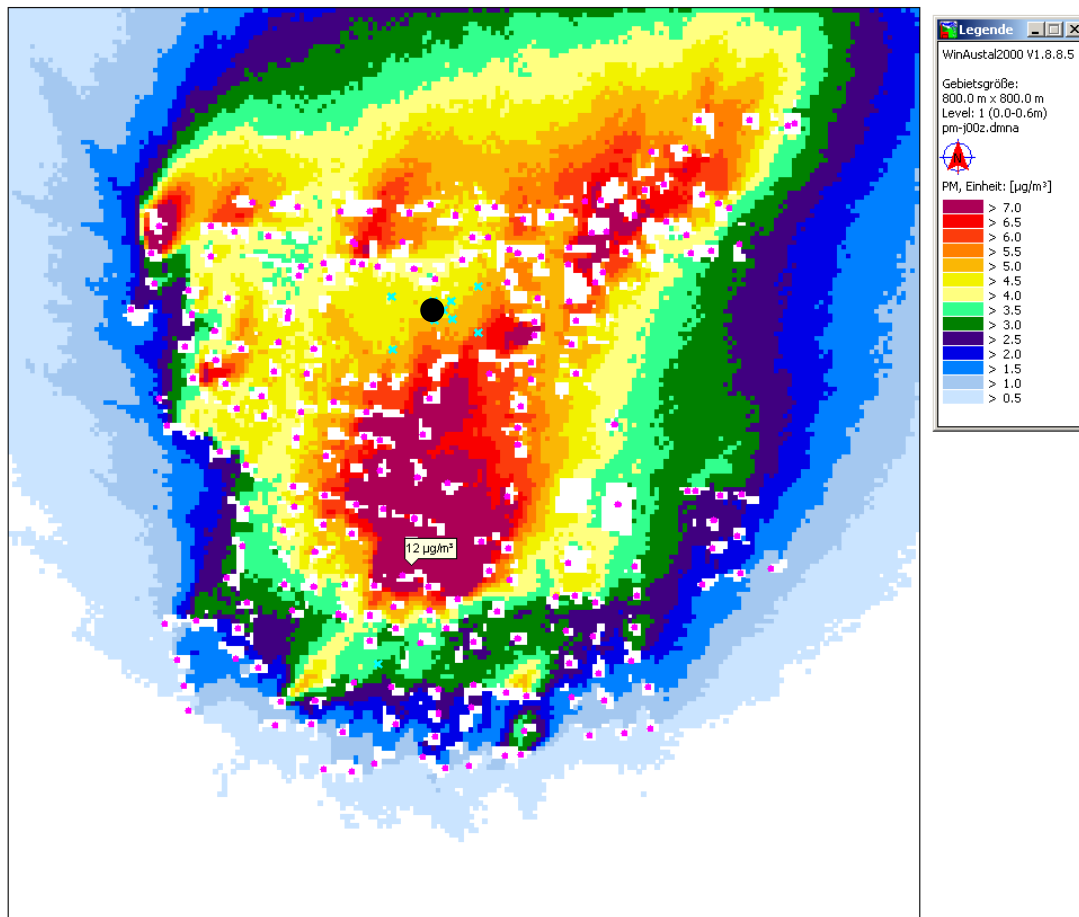 Legende
WinAustal2000 V1.8.8.5
Gebietsgröße:
800.0 m x 800.0 m
Level: 1 (0.0-0.6m)
pm-j00z.dmna
N
PM, Einheit: [µg/m³]
> 7.0
> 6.5
> 6.0
> 5.5
> 5.0
> 4.5
> 4.0
> 3.5
> 3.0
> 2.5
> 2.0
> 1.5
> 1.0
> 0.5
12 µg/m³